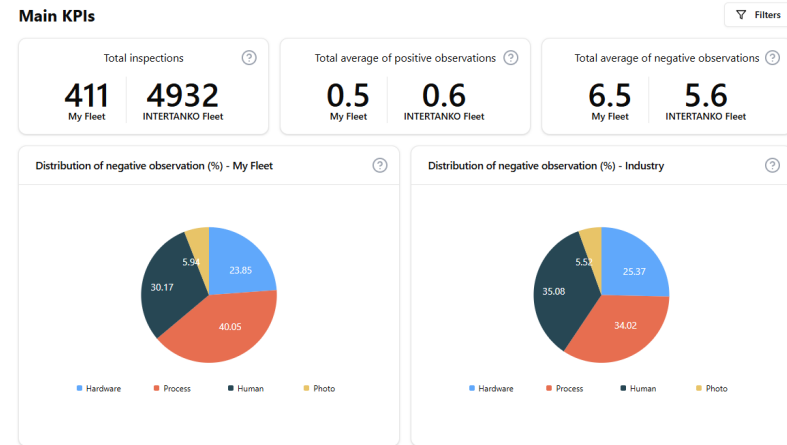 Main KPIs
Filters
Total inspections
411
4932
My Fleet
INTERTANKO Fleet
Total average of positive observations
0.5
0.6
My Fleet
INTERTANKO Fleet
Total average of negative observations
6.5
5.6
My Fleet
INTERTANKO Fleet
Distribution of negative observation (%) - My Fleet
5.94
23.85
30.17
40.05
Hardware
Process
Human
Photo
Distribution of negative observation (%) - Industry
5.52
25.37
35.08
34.02
Hardware
Process
Human
Photo